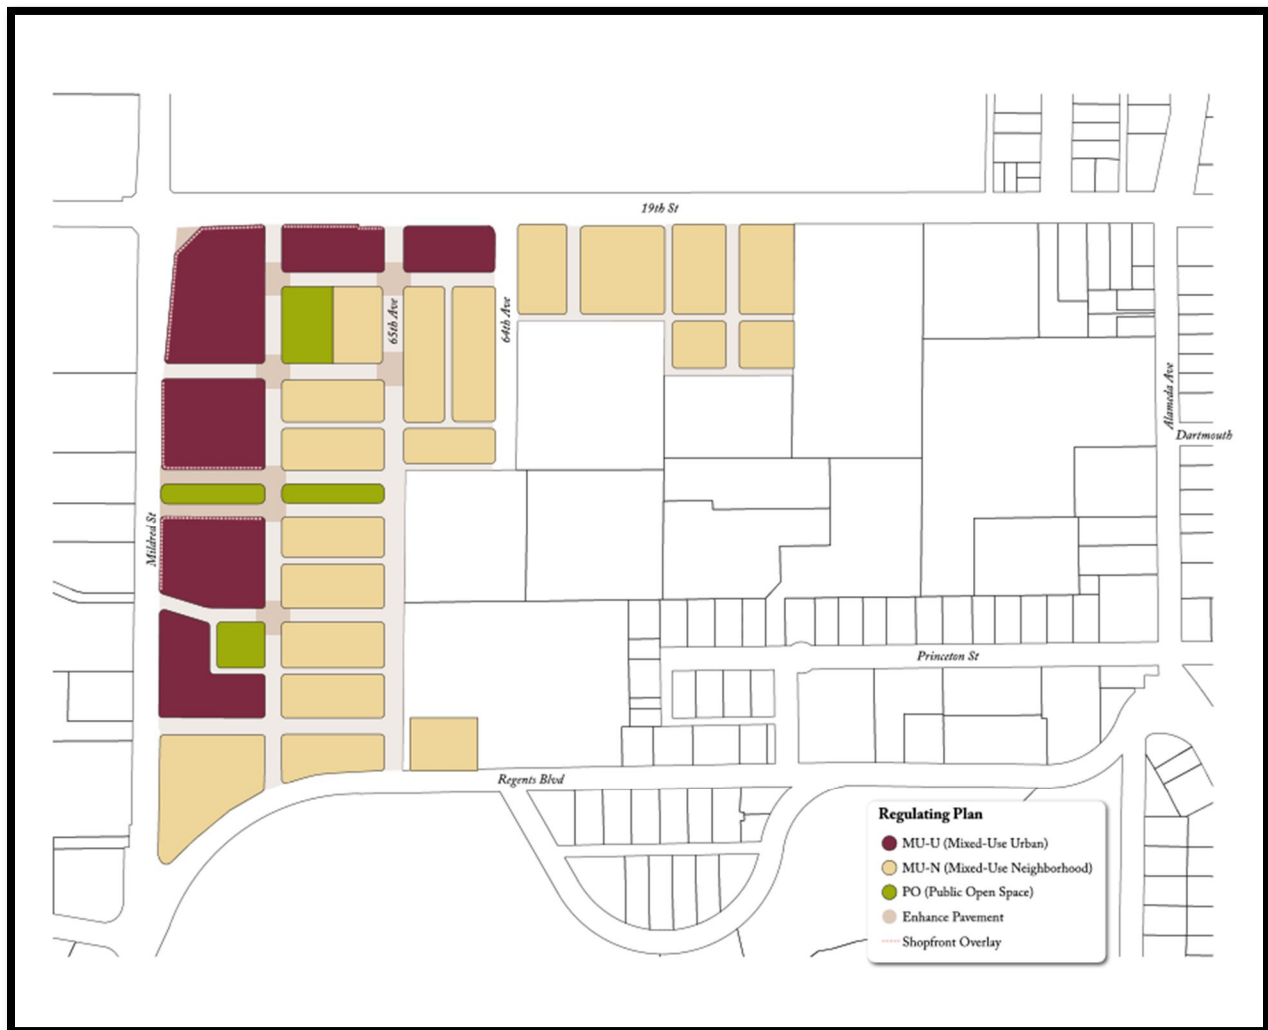 19th St
65th Ave
64th Ave
Alameda Ave
Dartmouth
Mildred St
Princeton St
Regents Blvd
Regulating Plan
MU-U (Mixed-Use Urban)
MU-N (Mixed-Use Neighborhood)
PO (Public Open Space)
Enhance Pavement
Shopfront Overlay